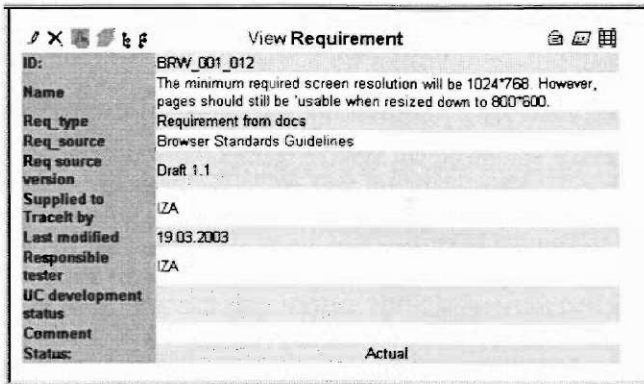 View Requirement
ID: BRW_001_012
Name The minimum required screen resolution will be 1024*768. However,
pages should still be 'usable when resized down to 800*600.
Req_type Requirement from docs
Req_source Browser Standards Guidelines
Req source
version Draft 1.1
Supplied to
TraceIt by IZA
Last modified 19.03.2003
Responsible
tester IZA
UC development
status
Comment
Status: Actual